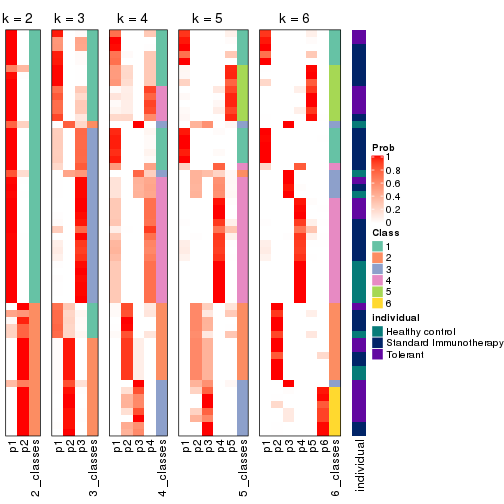 k = 2
k = 3
k = 4
k = 5
k = 6
Prob
1
0.8
0.6
0.4
0.2
0
Class
1
2
3
4
5
6
individual
Healthy control
Standard Immunotherapy
Tolerant
p1
p2
2_classes
p1
p2
p3
3_classes
p1
p2
p3
p4
4_classes
p1
p2
p3
p4
p5
5_classes
p1
p2
p3
p4
p5
p6
6_classes
individual